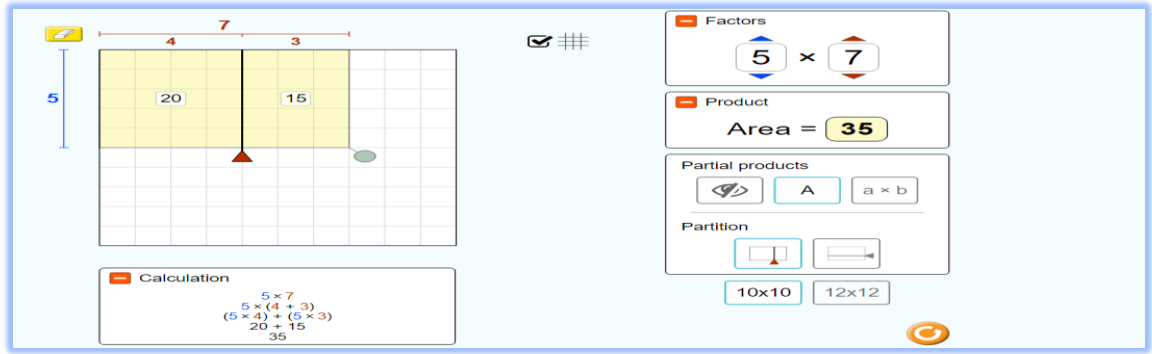 7
4 3
5
20 15
Factors
5 × 7
Product
Area = 35
Partial products
A a × b
Partition
10x10 12x12
Calculation
5 × 7
5 × (4 + 3)
(5 × 4) + (5 × 3)
20 + 15
35